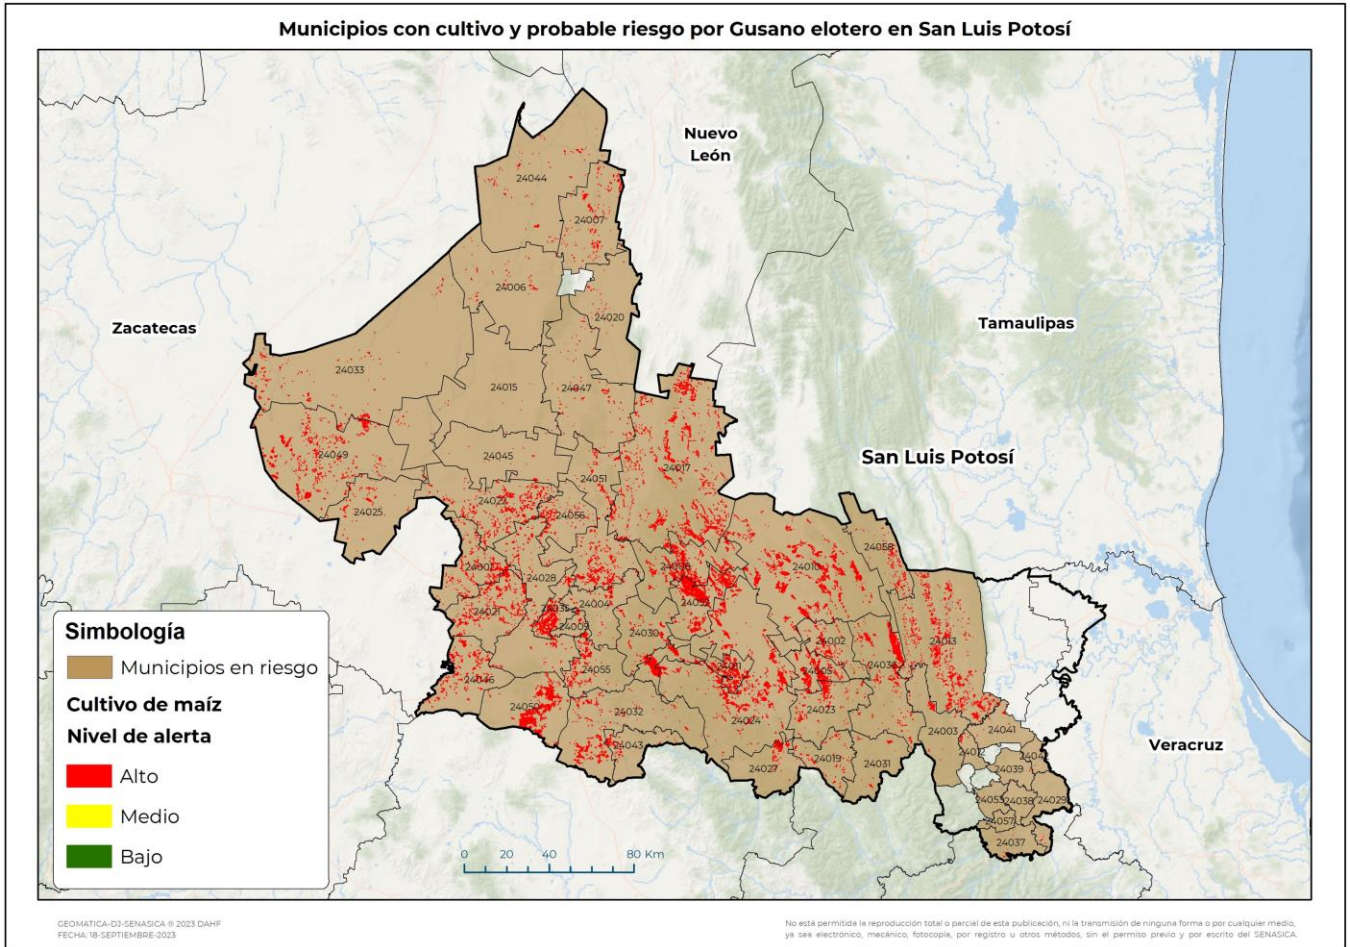 Municipios con cultivo y probable riesgo por Gusano elotero en San Luis Potosí
Nuevo
León
24044
24007
24006
24020
Zacatecas
Tamaulipas
24033
24015
24047
24049
24045
San Luis Potosí
24017
24051
24025
24022
24056
24058
24010
24028
24021
24004
24035
24030
24002
24055
24011
24036
24013
24046
24050
24032
24024
24023
24003
24041
24043
24027
24019
24031
24012
24039
24042
Veracruz
24053
24038
24029
24057
24037
Simbología
Municipios en riesgo
Cultivo de maíz
Nivel de alerta
Alto
Medio
Bajo
0 20 40 80 Km
GEOMATICA-DJ-SENASICA ® 2023 DAHF
FECHA: 18-SEPTIEMBRE-2023
No está permitida la reproducción total o parcial de esta publicación, ni la transmisión de ninguna forma o por cualquier medio,
ya sea electrónico, mecánico, fotocopia, por registro u otros métodos, sin el permiso previo y por escrito del SENASICA.